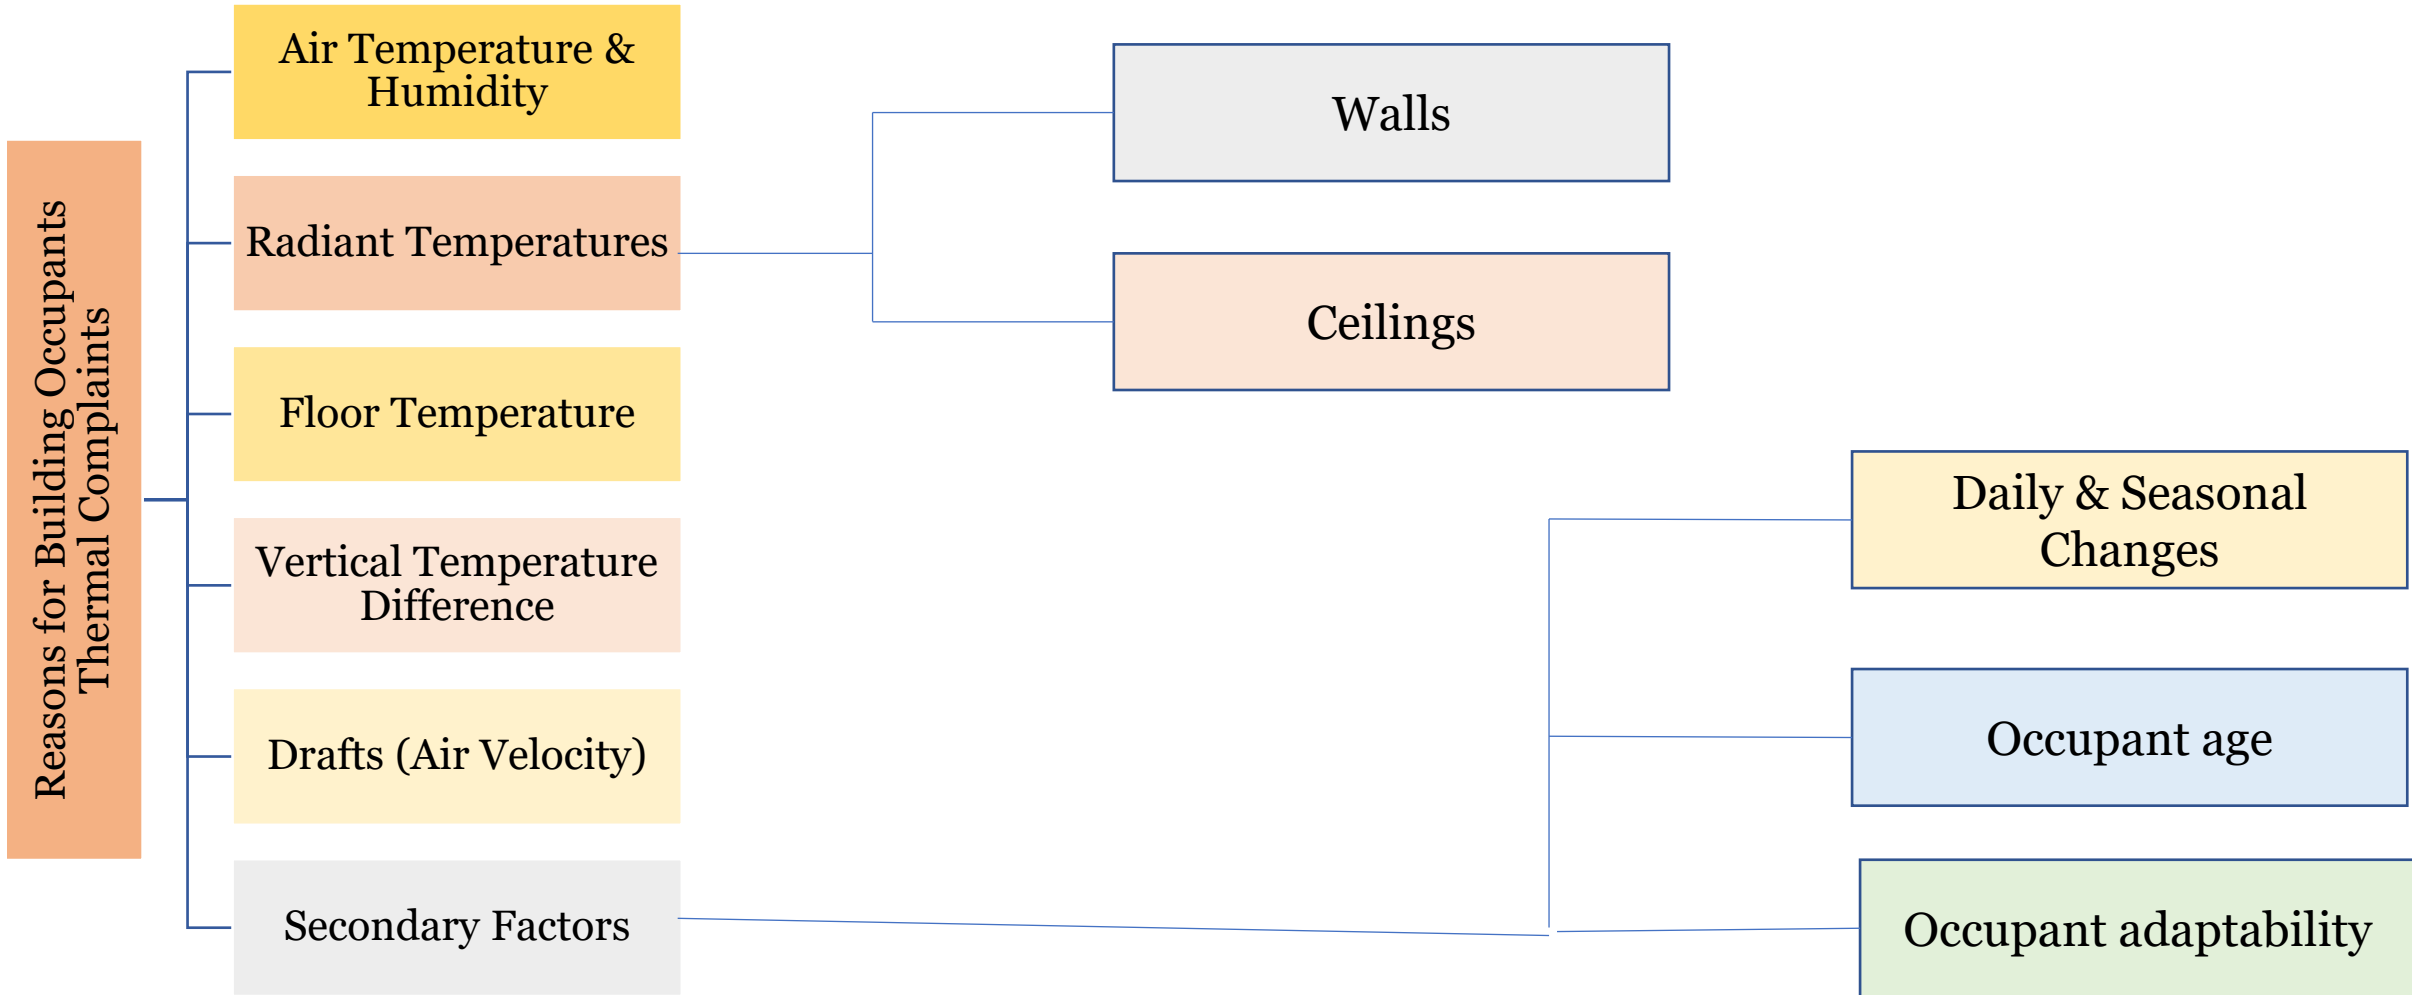 Reasons for Building Occupants
Thermal Complaints
Air Temperature &
Humidity
Radiant Temperatures
Floor Temperature
Vertical Temperature
Difference
Drafts (Air Velocity)
Secondary Factors
Walls
Ceilings
Daily & Seasonal
Changes
Occupant age
Occupant adaptability